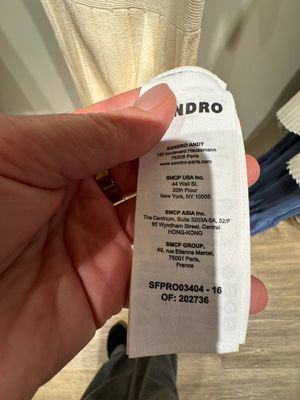 NDRO
SANDRO ANDY
150 boulevard Haussmann
75008 Paris
www.sandro-paris.com
SMCP USA Inc.
44 Wall St.
20th Floor
New York, NY 10005
SMCP ASIA Inc.
The Centrium, Suite 3203A-5A, 32/F
60 Wyndham Street, Central
HONG-KONG
SMCP GROUP,
49, rue Etienne Marcel,
75001 Paris,
France
SFPRO03404 - 16
OF: 202736